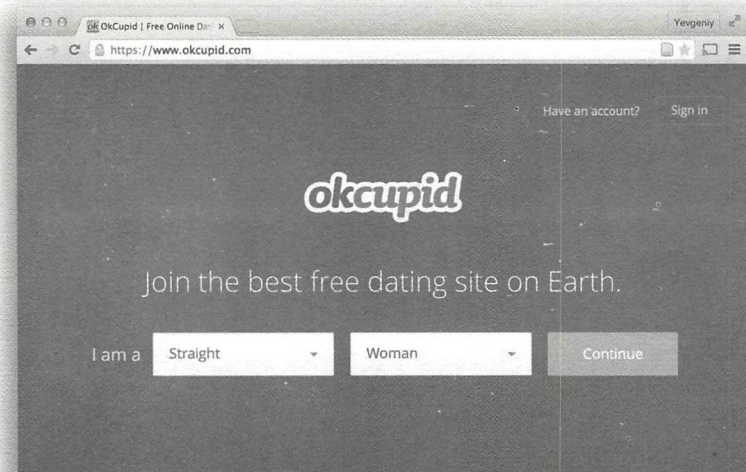 OkCupid | Free Online Dat
Yevgeniy
https://www.okcupid.com
Have an account? Sign in
okcupid
Join the best free dating site on Earth.
I am a Straight Woman Continue